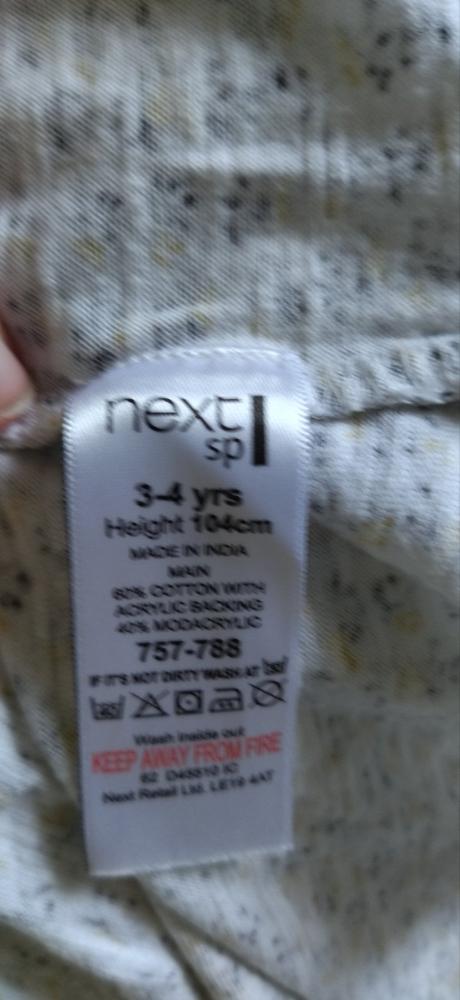 next
sp
3-4 yrs
Height 104cm
MADE IN INDIA
MAIN
60% COTTON WITH
ACRYLIC BACKING
40% MODACRYLIC
757-788
IF IT'S NOT DIRTY WASH AT 30
Wash inside out
KEEP AWAY FROM FIRE
Next Retail Ltd. LE19 4AT